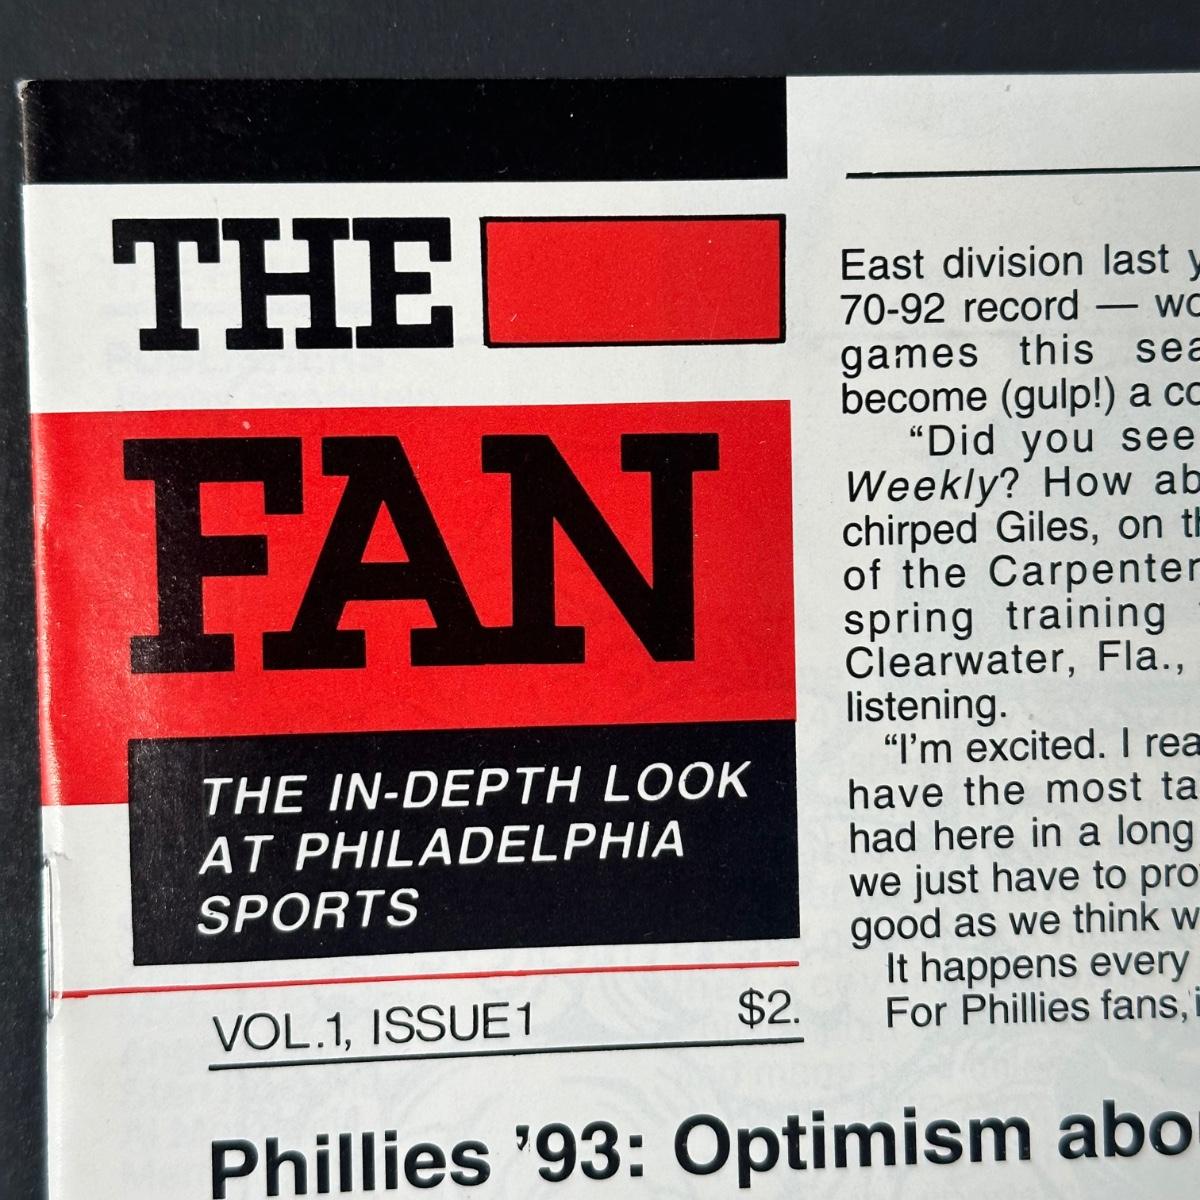 THE
FAN
THE IN-DEPTH LOOK
AT PHILADELPHIA
SPORTS
VOL.1, ISSUE1 $2.
Phillies ’93: Optimism
East division last
70-92 record —
games this
become (gulp!) a
“Did you see
Weekly? How
chirped Giles, on
of the Carpenter
spring training
Clearwater, Fla.,
listening.
“I’m excited. I
have the most
had here in a long
we just have to
good as we think
It happens every
For Phillies fans,